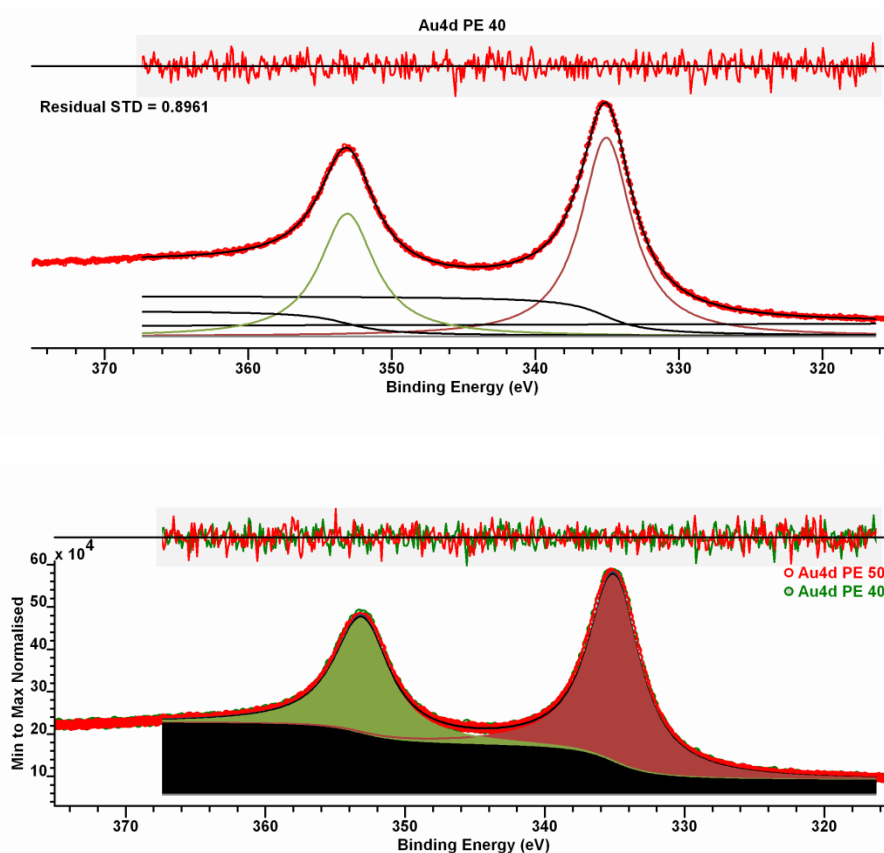 Au4d PE 40
Residual STD = 0.8961
370 360 350 340 330 320
Binding Energy (eV)
x 10^4
60
50
40
30
20
10
Min to Max Normalised
Au4d PE 50
Au4d PE 40
370 360 350 340 330 320
Binding Energy (eV)